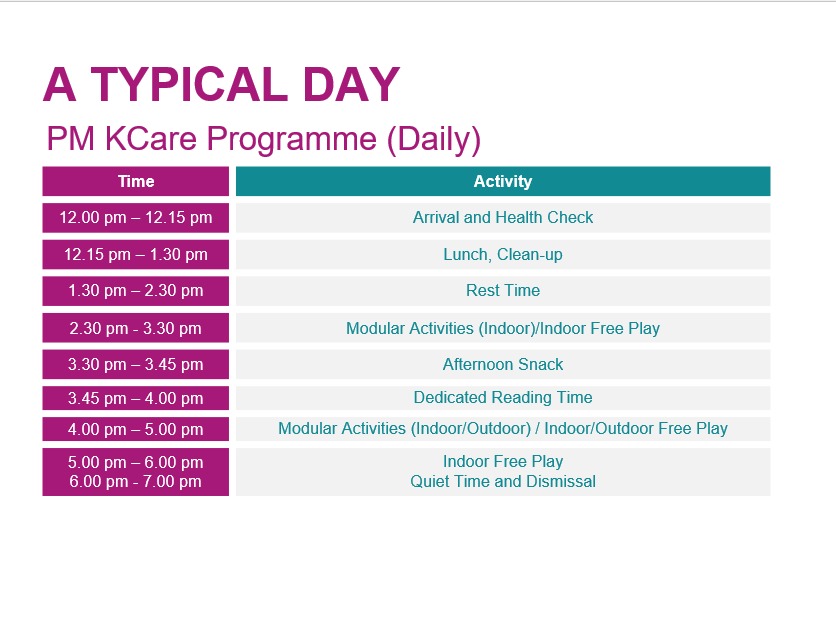 A TYPICAL DAY
PM KCare Programme (Daily)
Time Activity
12.00 pm – 12.15 pm Arrival and Health Check
12.15 pm – 1.30 pm Lunch, Clean-up
1.30 pm – 2.30 pm Rest Time
2.30 pm - 3.30 pm Modular Activities (Indoor)/Indoor Free Play
3.30 pm – 3.45 pm Afternoon Snack
3.45 pm – 4.00 pm Dedicated Reading Time
4.00 pm – 5.00 pm Modular Activities (Indoor/Outdoor) / Indoor/Outdoor Free Play
5.00 pm – 6.00 pm Indoor Free Play
6.00 pm - 7.00 pm Quiet Time and Dismissal